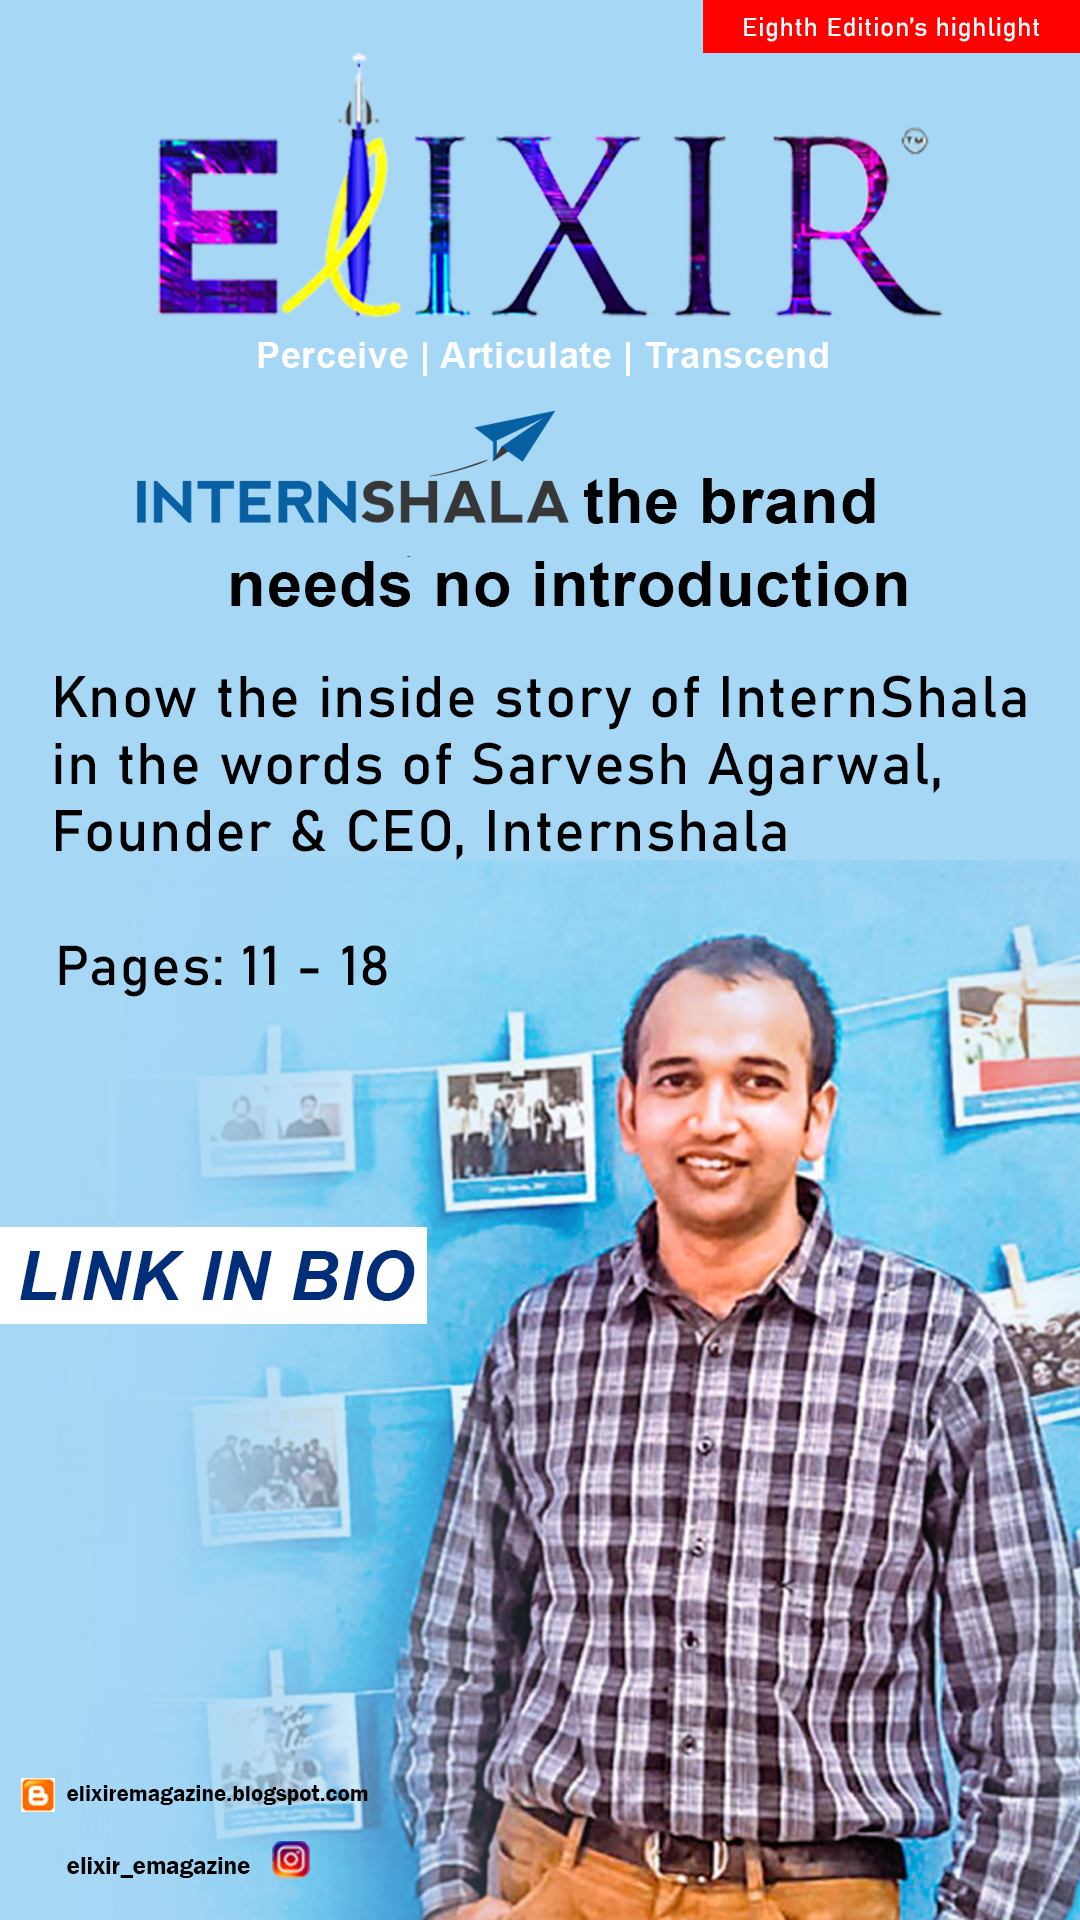 Eighth Edition's highlight
ElIXIR TM
Perceive | Articulate | Transcend
INTERNSHALA the brand
needs no introduction
Know the inside story of InternShala
in the words of Sarvesh Agarwal,
Founder & CEO, Internshala
Pages: 11 - 18
LINK IN BIO
elixiremagazine.blogspot.com
elixir_emagazine